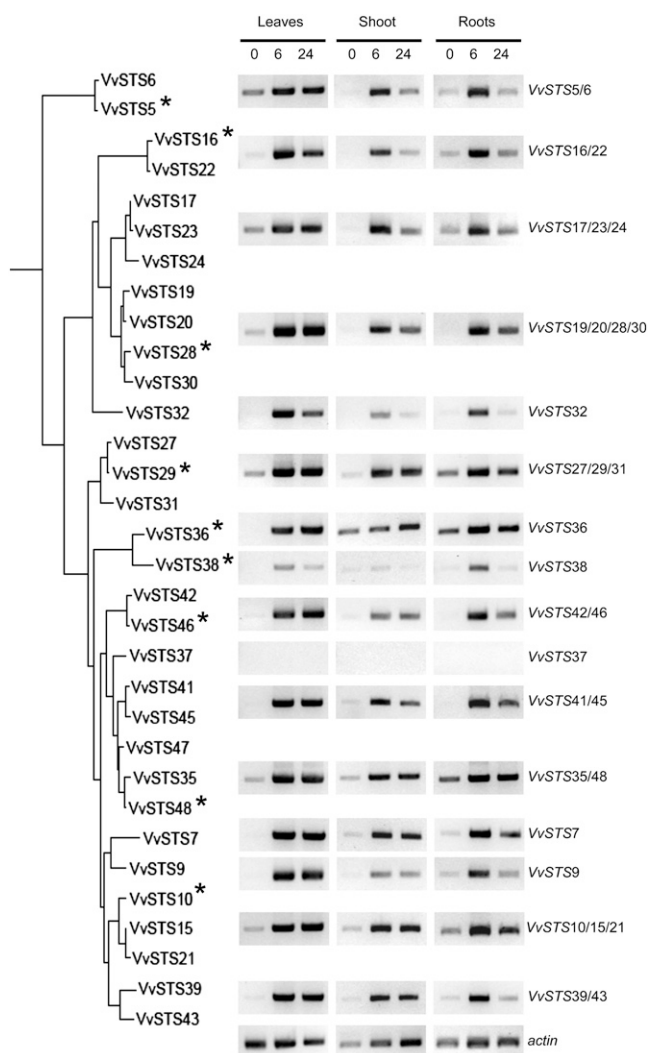 Leaves Shoot Roots
0 6 24 0 6 24 0 6 24
VvSTS6
VvSTS5 * VvSTS5/6
VvSTS16 *
VvSTS22 VvSTS16/22
VvSTS17
VvSTS23 VvSTS17/23/24
VvSTS24
VvSTS19
VvSTS20 VvSTS19/20/28/30
VvSTS28 *
VvSTS30
VvSTS32 VvSTS32
VvSTS27
VvSTS29 * VvSTS27/29/31
VvSTS31
VvSTS36 * VvSTS36
VvSTS38 * VvSTS38
VvSTS42
VvSTS46 * VvSTS42/46
VvSTS37 VvSTS37
VvSTS41
VvSTS45 VvSTS41/45
VvSTS47
VvSTS35 VvSTS35/48
VvSTS48 *
VvSTS7 VvSTS7
VvSTS9 VvSTS9
VvSTS10 *
VvSTS15 VvSTS10/15/21
VvSTS21
VvSTS39 VvSTS39/43
VvSTS43
actin